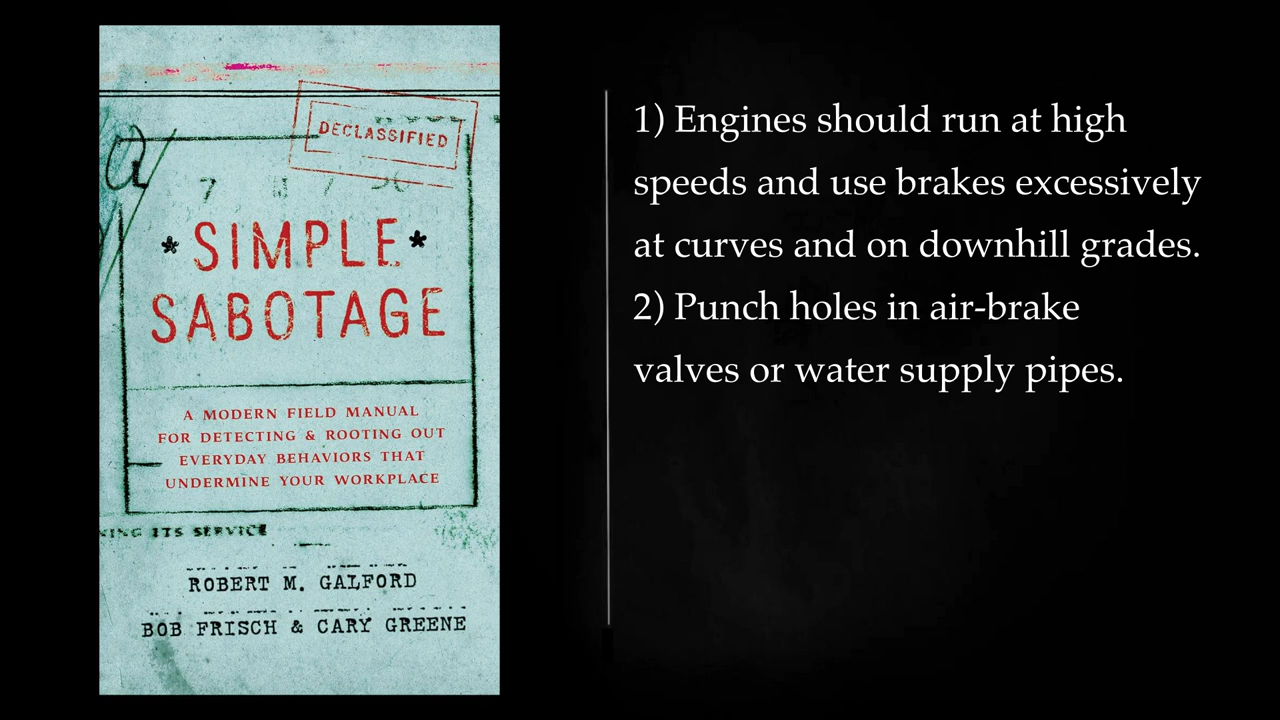 DECLASSIFIED
*SIMPLE*
SABOTAGE
A MODERN FIELD MANUAL
FOR DETECTING & ROOTING OUT
EVERYDAY BEHAVIORS THAT
UNDERMINE YOUR WORKPLACE
ITS SERVICE
ROBERT M. GALFORD
BOB FRISCH & CARY GREENE
1) Engines should run at high
speeds and use brakes excessively
at curves and on downhill grades.
2) Punch holes in air-brake
valves or water supply pipes.